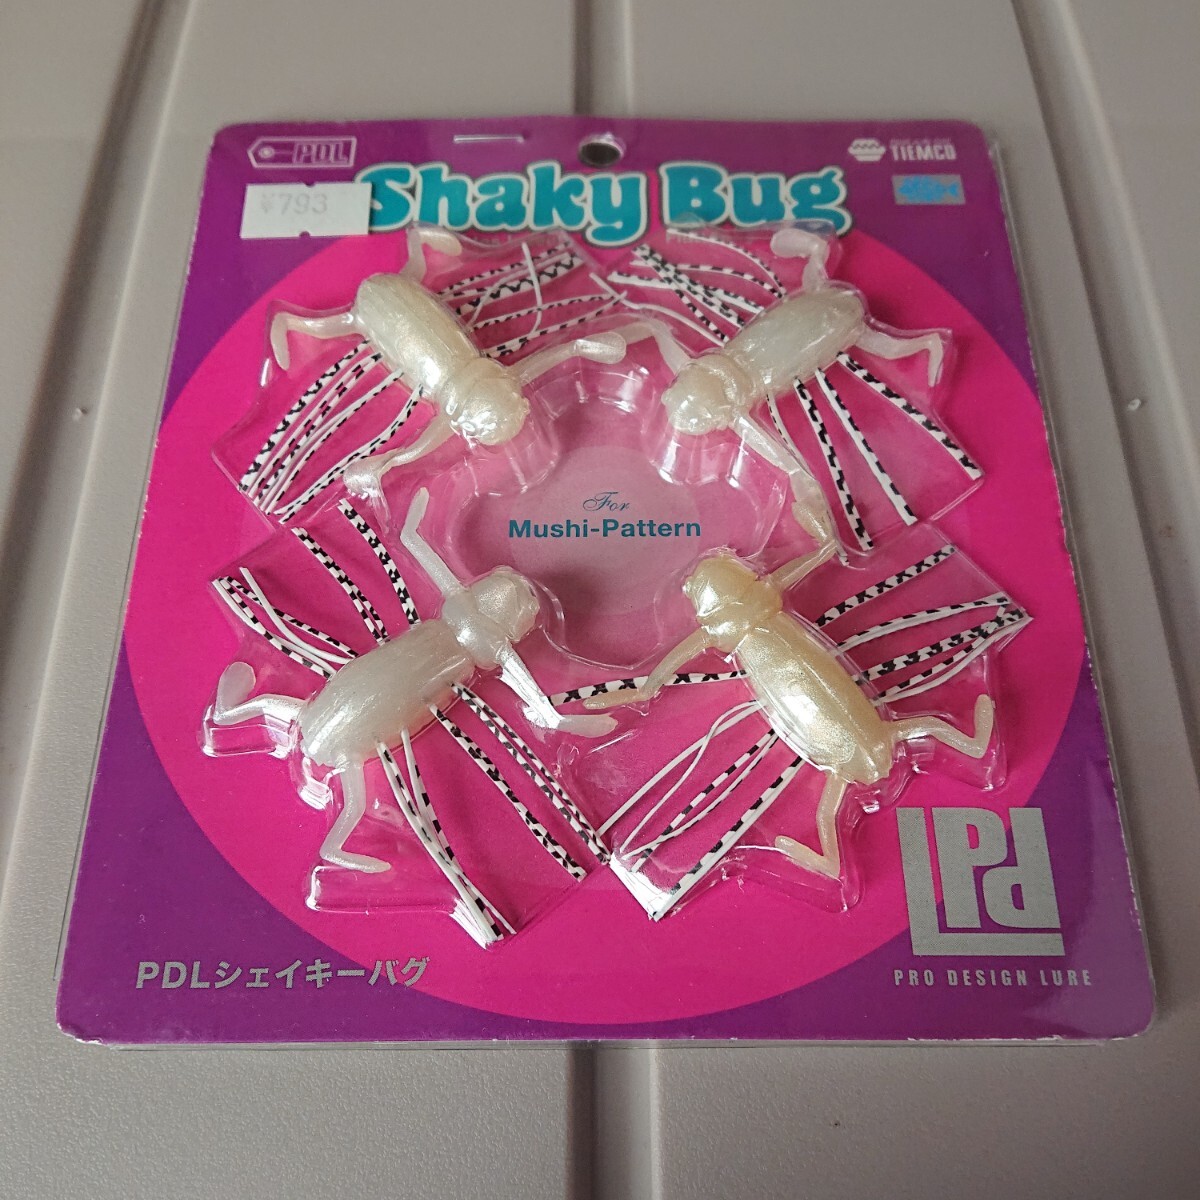 PDL
TIEMCO
¥793
Shaky Bug
For
Mushi-Pattern
LPd
PDLシェイキーバグ
PRO DESIGN LURE